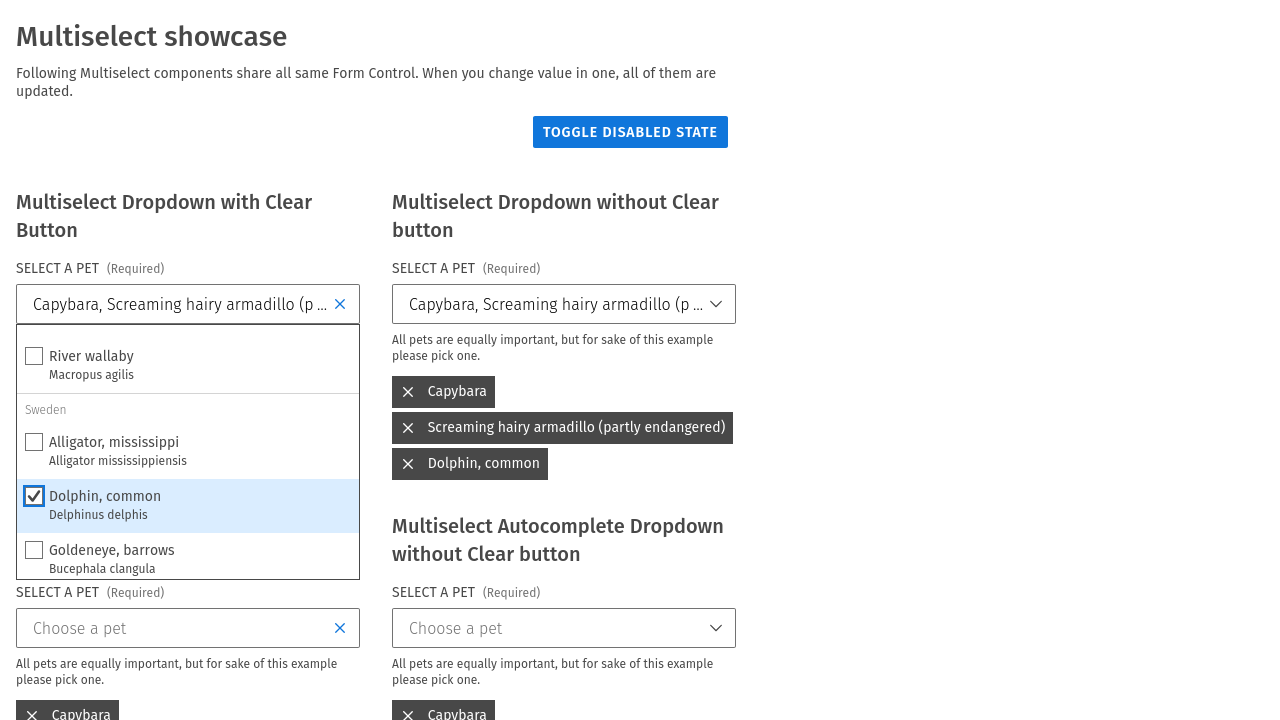 Multiselect showcase
Following Multiselect components share all same Form Control. When you change value in one, all of them are
updated.
TOGGLE DISABLED STATE
Multiselect Dropdown with Clear
Button
SELECT A PET (Required)
Capybara, Screaming hairy armadillo (p ...
River wallaby
Macropus agilis
Sweden
Alligator, mississippi
Alligator mississippiensis
Dolphin, common
Delphinus delphis
Goldeneye, barrows
Bucephala clangula
SELECT A PET (Required)
Choose a pet
All pets are equally important, but for sake of this example
please pick one.
Capybara
Multiselect Dropdown without Clear
button
SELECT A PET (Required)
Capybara, Screaming hairy armadillo (p ...
All pets are equally important, but for sake of this example
please pick one.
Capybara
Screaming hairy armadillo (partly endangered)
Dolphin, common
Multiselect Autocomplete Dropdown
without Clear button
SELECT A PET (Required)
Choose a pet
All pets are equally important, but for sake of this example
please pick one.
Capybara